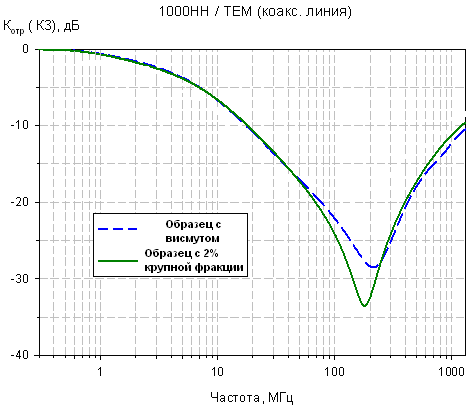 1000НН / ТЕМ (коакс. линия)
Kотр ( КЗ), дБ
0
-10
-20
-30
-40
Образец с
висмутом
Образец с 2%
крупной фракции
1
10
100
1000
Частота, МГц